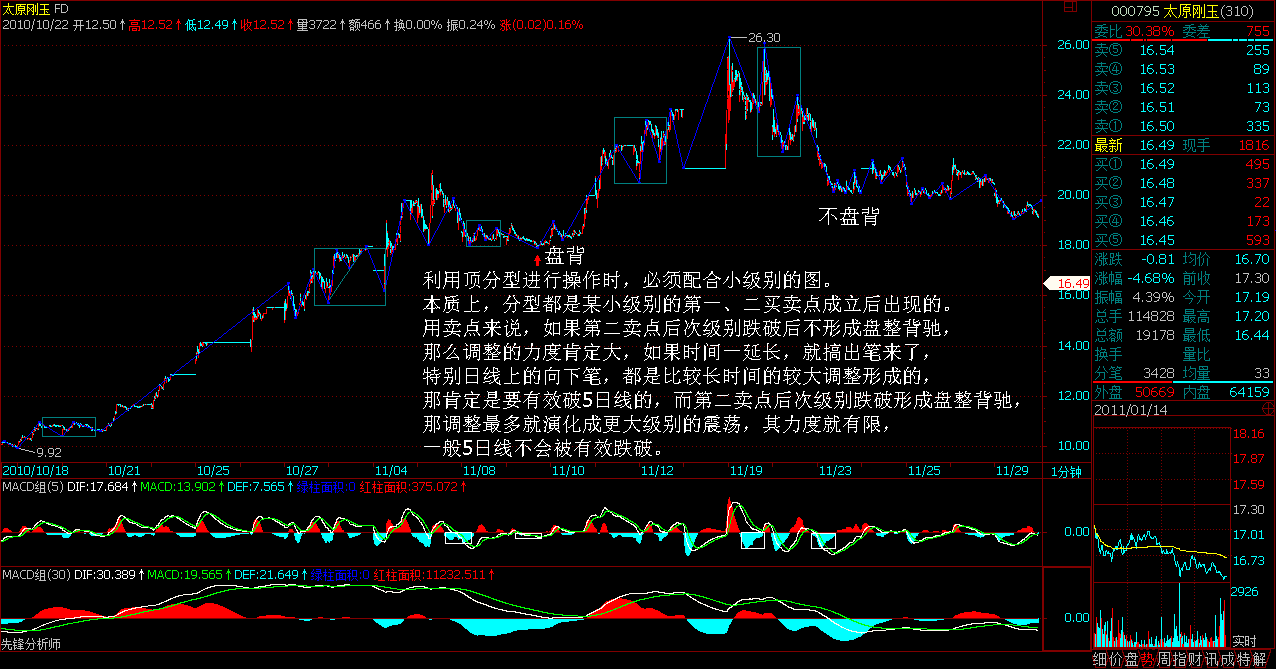 太原刚玉 FD
2010/10/22 开12.50↑高12.52↑低12.49↑收12.52↑量3722↑额466↑换0.00% 振0.24% 涨(0.02)0.16%
26.30
9.92
不盘背
盘背
利用顶分型进行操作时，必须配合小级别的图。
本质上，分型都是某小级别的第一、二买卖点成立后出现的。
用卖点来说，如果第二卖点后次级别跌破后不形成盘整背驰，
那么调整的力度肯定大，如果时间一延长，就搞出笔来了，
特别日线上的向下笔，都是比较长时间的较大调整形成的，
那肯定是要有效破5日线的，而第二卖点后次级别跌破形成盘整背驰，
那调整最多就演化成更大级别的震荡，其力度就有限，
一般5日线不会被有效跌破。
26.00
24.00
22.00
20.00
18.00
16.49
16.00
14.00
12.00
10.00
2010/10/18 10/21 10/25 10/27 11/04 11/08 11/10 11/12 11/19 11/23 11/25 11/29 1分钟
MACD组(5) DIF:17.684↑MACD:13.902↑DEF:7.565↑绿柱面积:0 红柱面积:375.072↑
0.00
MACD组(30) DIF:30.389↑MACD:19.565↑DEF:21.649↑绿柱面积:0 红柱面积:11232.511↑
0.00
先锋分析师
000795 太原刚玉(310)
委比 30.38% 委差 755
卖⑤ 16.54 255
卖④ 16.53 89
卖③ 16.52 113
卖② 16.51 73
卖① 16.50 335
最新 16.49 现手 1816
买① 16.49 495
买② 16.48 337
买③ 16.47 22
买④ 16.46 173
买⑤ 16.45 593
涨跌 -0.81 均价 16.70
涨幅 -4.68% 前收 17.30
振幅 4.39% 今开 17.19
总手 114828 最高 17.20
总额 19178 最低 16.44
换手 量比
分笔 3428 均量 33
外盘 50669 内盘 64159
2011/01/14
18.16
17.87
17.59
17.30
17.01
16.73
2926
实时
细价盘势周指财讯成特解